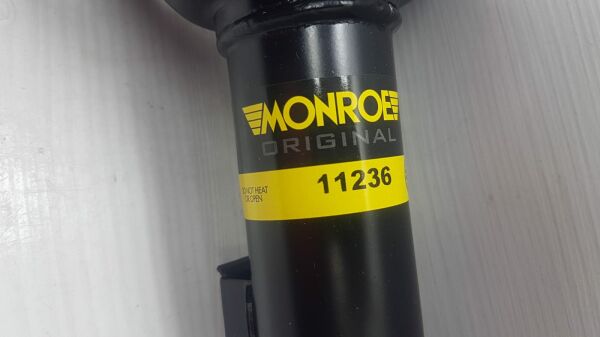 MONROE
ORIGINAL
11236
DO NOT HEAT
OR OPEN